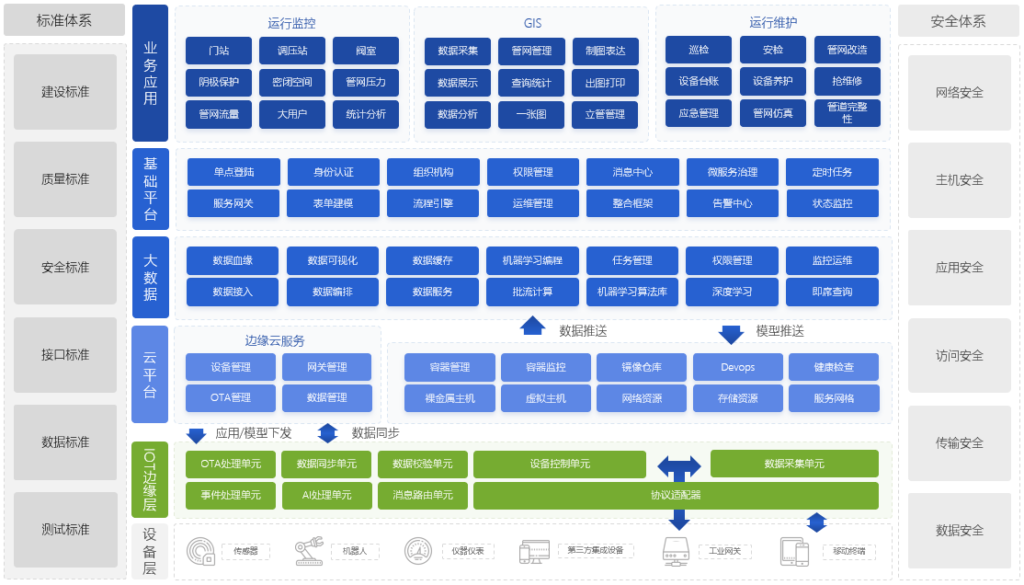 标准体系
建设标准
质量标准
安全标准
接口标准
数据标准
测试标准
业务应用
运行监控
门站
调压站
阀室
阴极保护
密闭空间
管网压力
管网流量
大用户
统计分析
GIS
数据采集
管网管理
制图表达
数据展示
查询统计
出图打印
数据分析
一张图
立管管理
运行维护
巡检
安检
管网改造
设备台账
设备养护
抢维修
应急管理
管网仿真
管道完整
性
基础平台
单点登陆
身份认证
组织机构
权限管理
消息中心
微服务治理
定时任务
服务网关
表单建模
流程引擎
运维管理
整合框架
告警中心
状态监控
大数据
数据血缘
数据可视化
数据缓存
机器学习编程
任务管理
权限管理
监控运维
数据接入
数据编排
数据服务
批流计算
机器学习算法库
深度学习
即席查询
数据推送
模型推送
云平台
边缘云服务
设备管理
网关管理
OTA管理
数据管理
容器管理
容器监控
镜像仓库
Devops
健康检查
裸金属主机
虚拟主机
网络资源
存储资源
服务网格
应用/模型下发
数据同步
IOT边缘层
OTA处理单元
数据同步单元
数据校验单元
设备控制单元
数据采集单元
事件处理单元
AI处理单元
消息路由单元
协议适配器
设备层
传感器
机器人
仪器仪表
第三方集成设备
工业网关
移动终端
安全体系
网络安全
主机安全
应用安全
访问安全
传输安全
数据安全